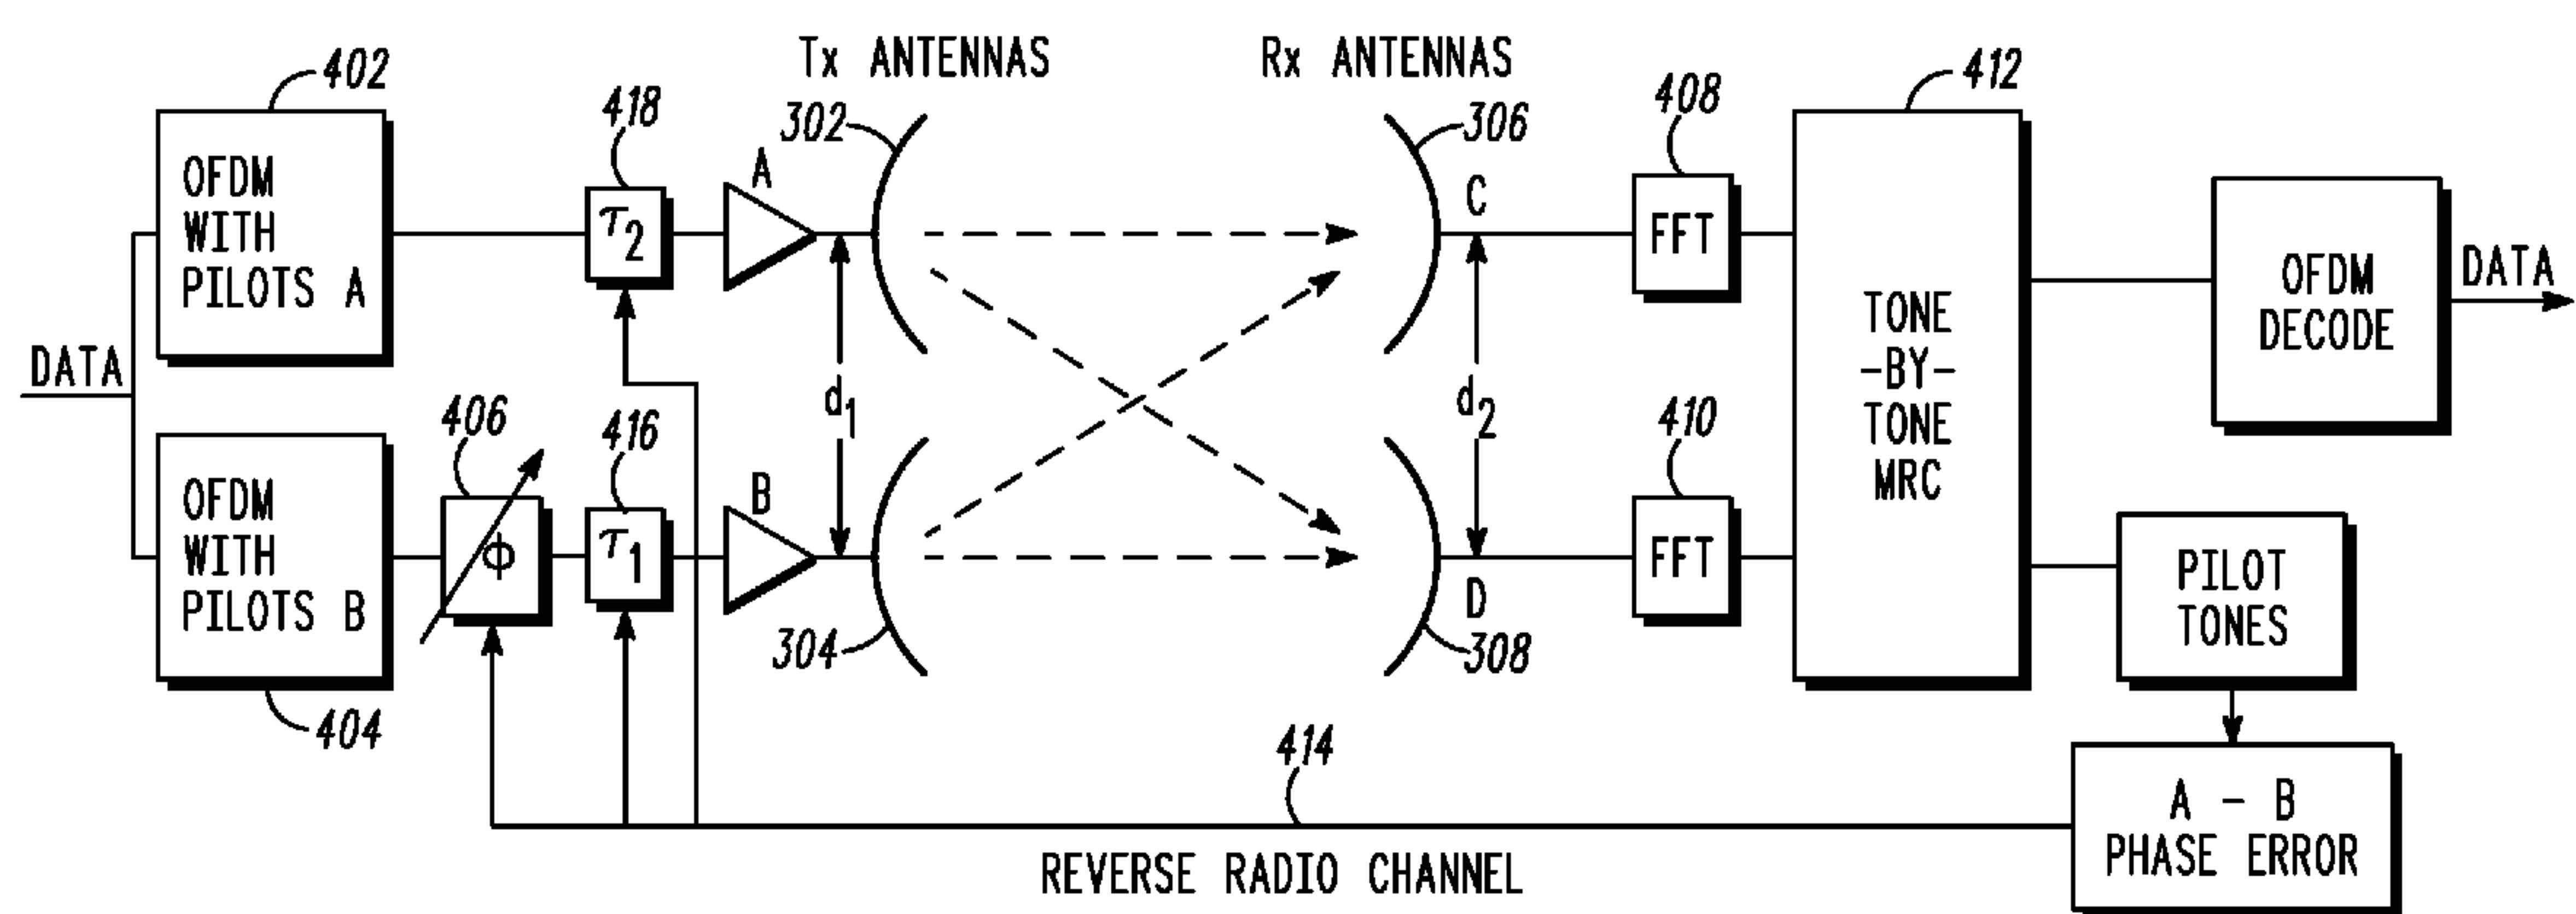 Tx ANTENNAS
Rx ANTENNAS
402
418
302
306
408
412
OFDM
WITH
PILOTS A
τ2
A
C
FFT
TONE
-BY-
TONE
MRC
OFDM
DECODE
DATA
DATA
d1
d2
406
416
410
OFDM
WITH
PILOTS B
Φ
τ1
B
D
FFT
PILOT
TONES
404
304
308
414
A - B
PHASE ERROR
REVERSE RADIO CHANNEL